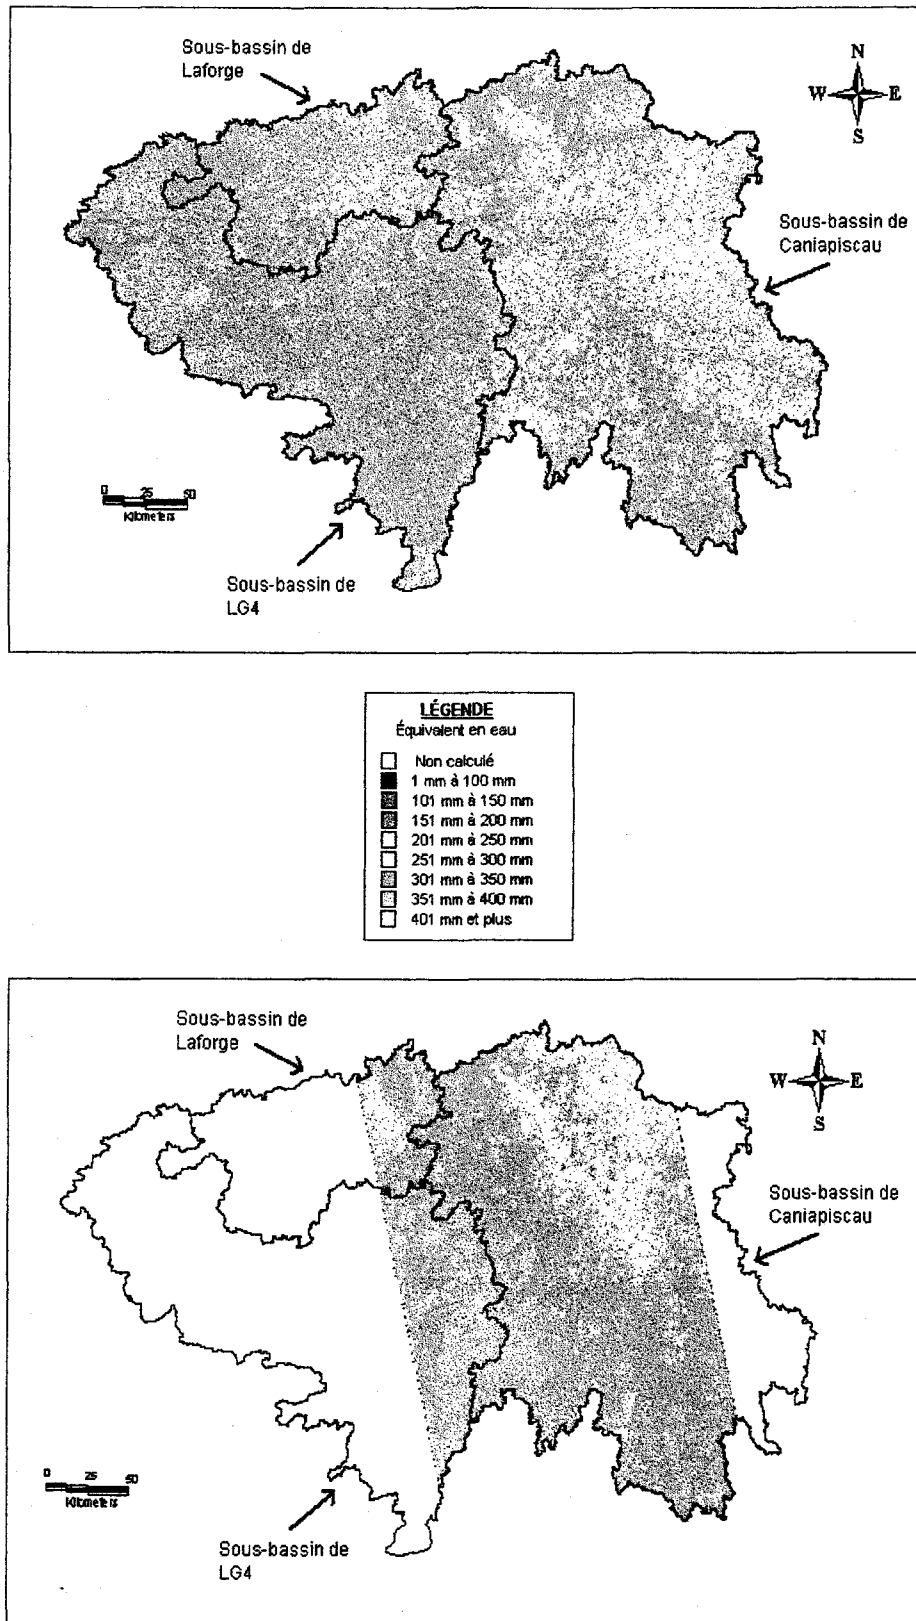 Sous-bassin de
Laforge
N
W E
S
Sous-bassin de
Caniapiscau
0 25 50
Kilometers
Sous-bassin de
LG4
LÉGENDE
Équivalent en eau
Non calculé
1 mm à 100 mm
101 mm à 150 mm
151 mm à 200 mm
201 mm à 250 mm
251 mm à 300 mm
301 mm à 350 mm
351 mm à 400 mm
401 mm et plus
Sous-bassin de
Laforge
N
W E
S
Sous-bassin de
Caniapiscau
0 25 50
Kilometers
Sous-bassin de
LG4